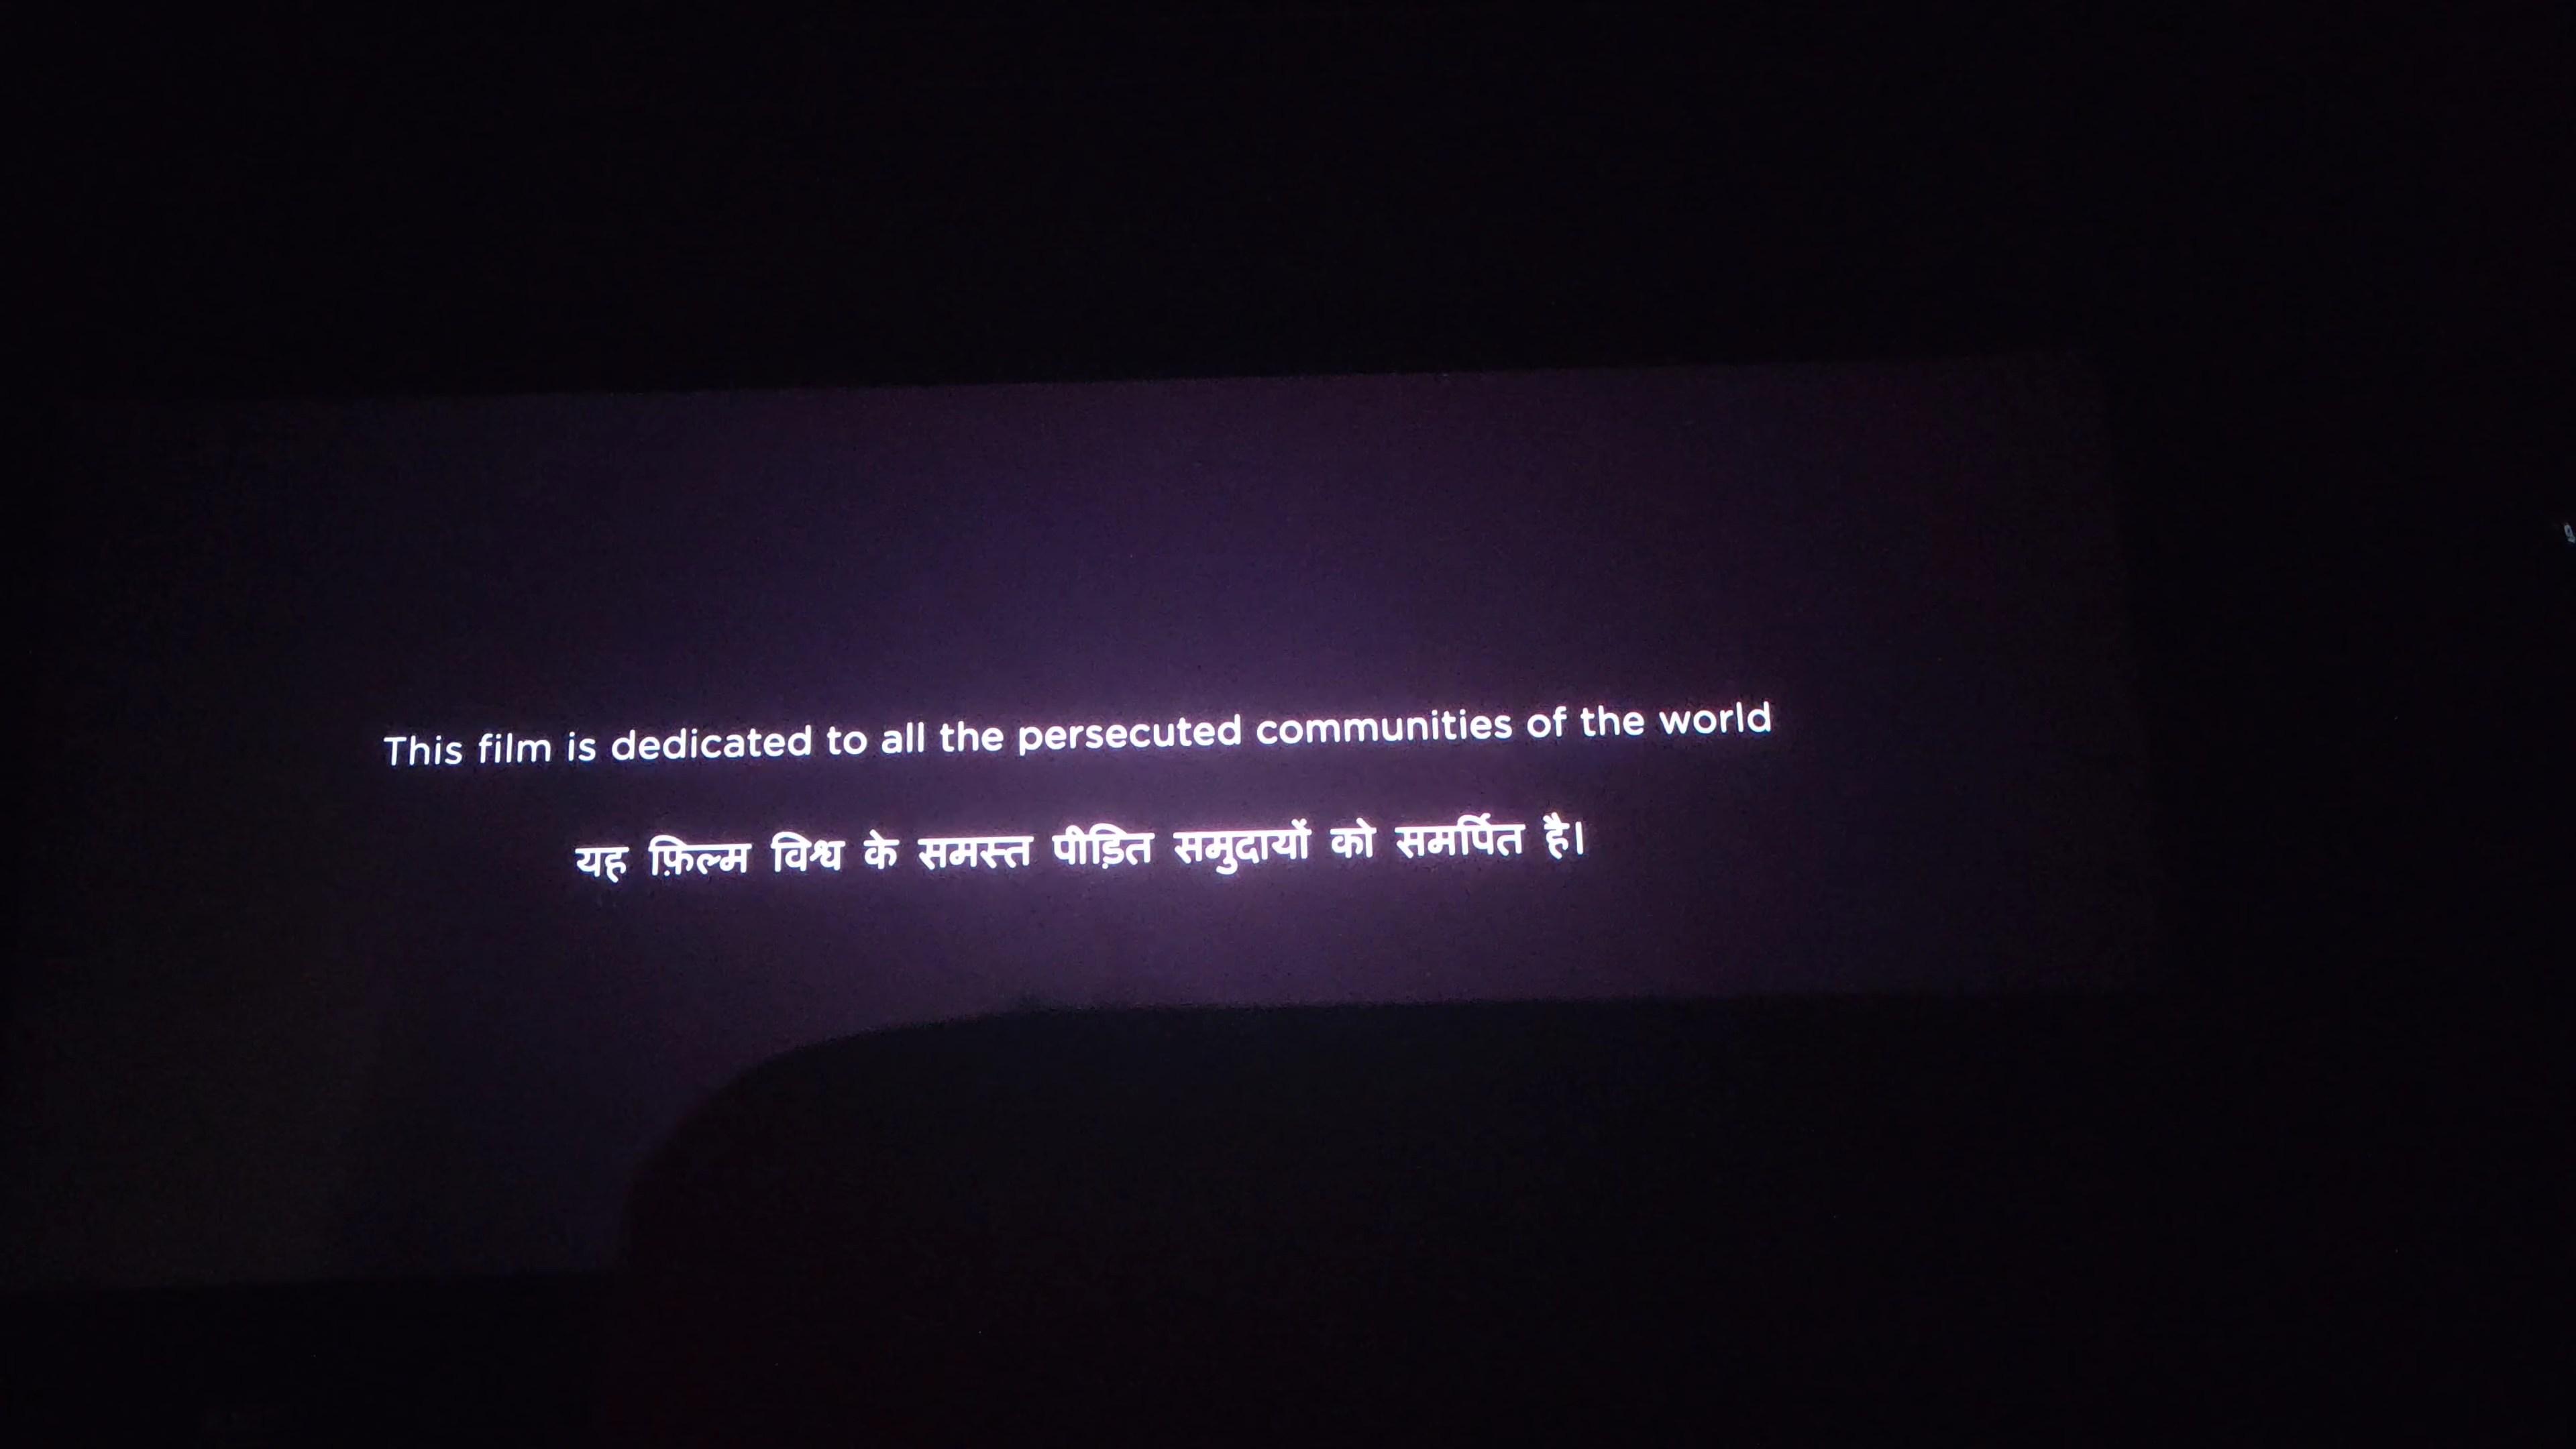 This film is dedicated to all the persecuted communities of the world
यह फ़िल्म विश्व के समस्त पीड़ित समुदायों को समर्पित है।